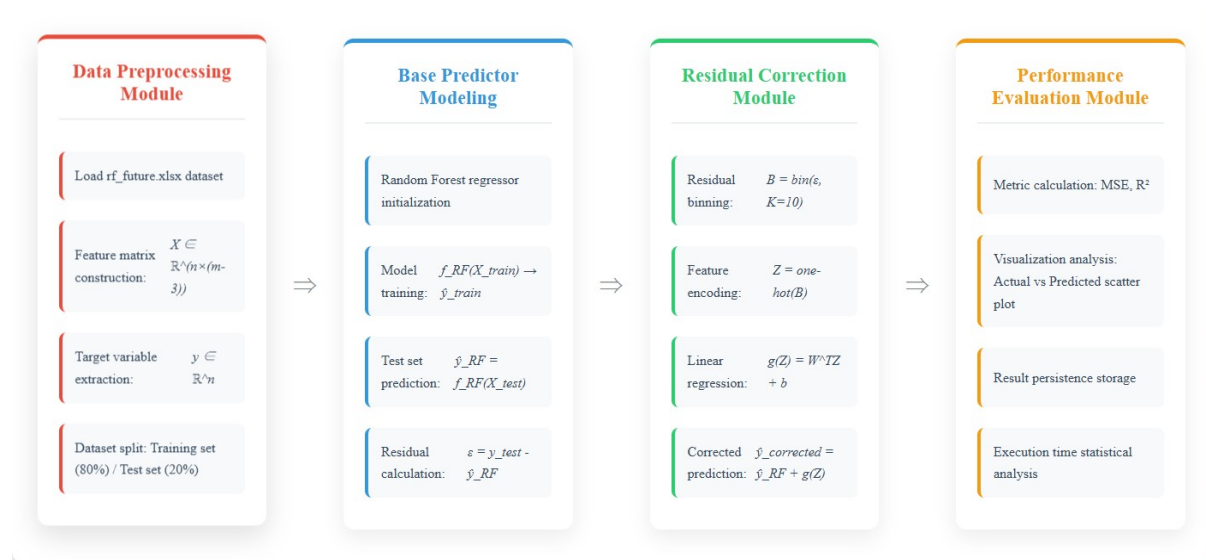 Data Preprocessing
Module
Load rf_future.xlsx dataset
Feature matrix
construction:
X ∈
ℝ^(n×(m-
3))
Target variable
extraction:
y ∈
ℝ^n
Dataset split: Training set
(80%) / Test set (20%)
⇒
Base Predictor
Modeling
Random Forest regressor
initialization
Model
training:
f_RF(X_train) →
ŷ_train
Test set
prediction:
ŷ_RF =
f_RF(X_test)
Residual
calculation:
ε = y_test -
ŷ_RF
⇒
Residual Correction
Module
Residual
binning:
B = bin(ε,
K=10)
Feature
encoding:
Z = one-
hot(B)
Linear
regression:
g(Z) = W^TZ
+ b
Corrected
prediction:
ŷ_corrected =
ŷ_RF + g(Z)
⇒
Performance
Evaluation Module
Metric calculation: MSE, R²
Visualization analysis:
Actual vs Predicted scatter
plot
Result persistence storage
Execution time statistical
analysis